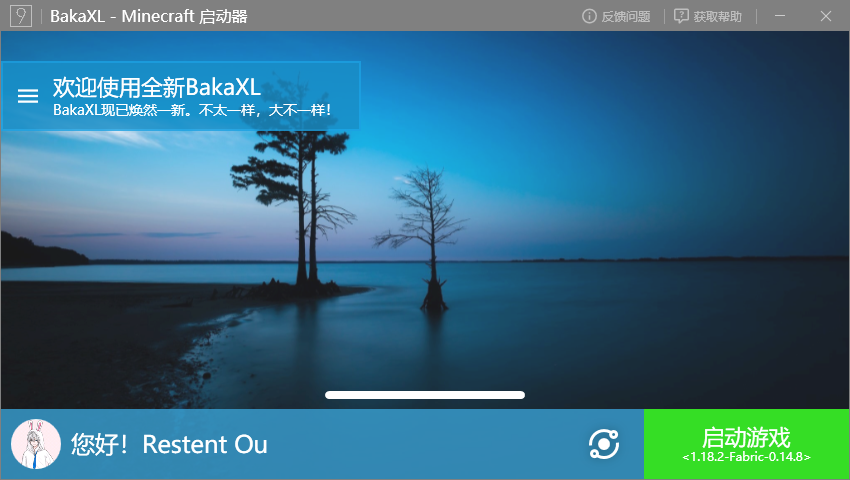 BakaXL - Minecraft 启动器
反馈问题
获取帮助
欢迎使用全新BakaXL
BakaXL现已焕然一新。不太一样，大不一样！
您好！Restent Ou
启动游戏
<1.18.2-Fabric-0.14.8>